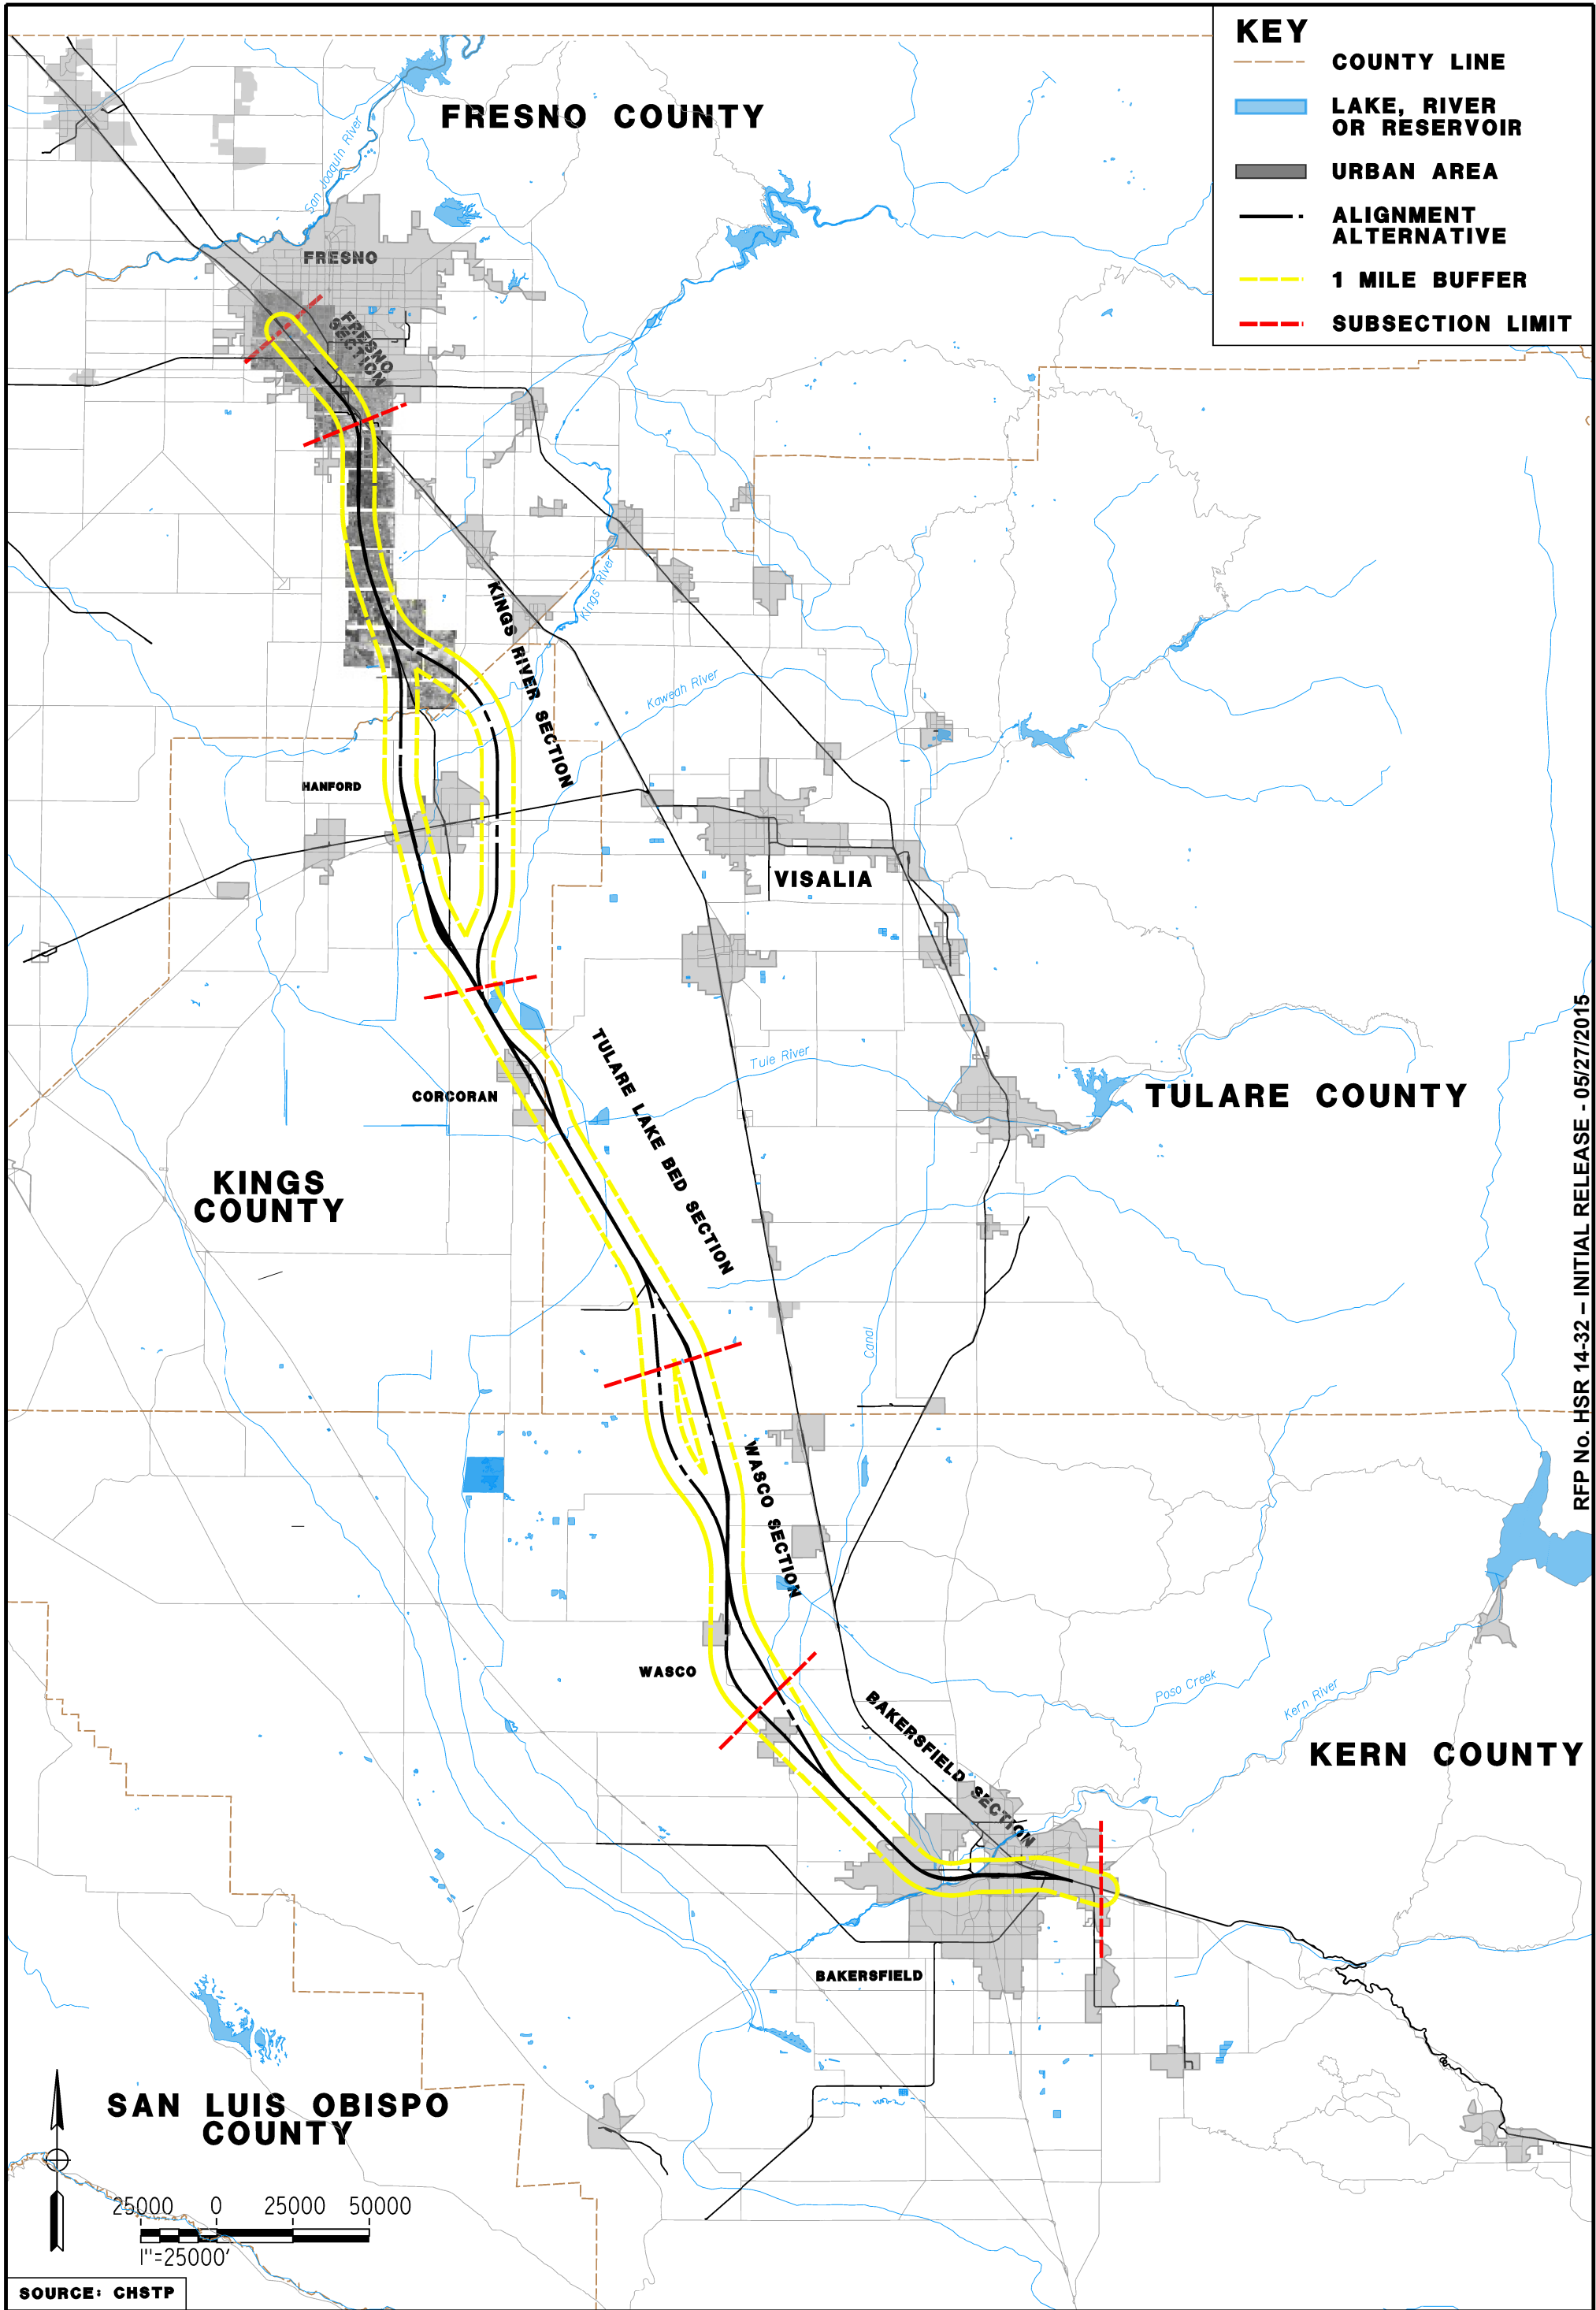 KEY
COUNTY LINE
LAKE, RIVER
OR RESERVOIR
URBAN AREA
ALIGNMENT
ALTERNATIVE
1 MILE BUFFER
SUBSECTION LIMIT
FRESNO COUNTY
San Joaquin River
FRESNO
FRESNO
SECTION
KINGS RIVER SECTION
Kings River
Kaweah River
HANFORD
VISALIA
TULARE LAKE BED SECTION
Tule River
CORCORAN
TULARE COUNTY
KINGS
COUNTY
Canal
WASCO SECTION
WASCO
BAKERSFIELD SECTION
Poso Creek
Kern River
KERN COUNTY
BAKERSFIELD
SAN LUIS OBISPO
COUNTY
25000 0 25000 50000
1"=25000'
SOURCE: CHSTP
RFP No. HSR 14-32 – INITIAL RELEASE - 05/27/2015